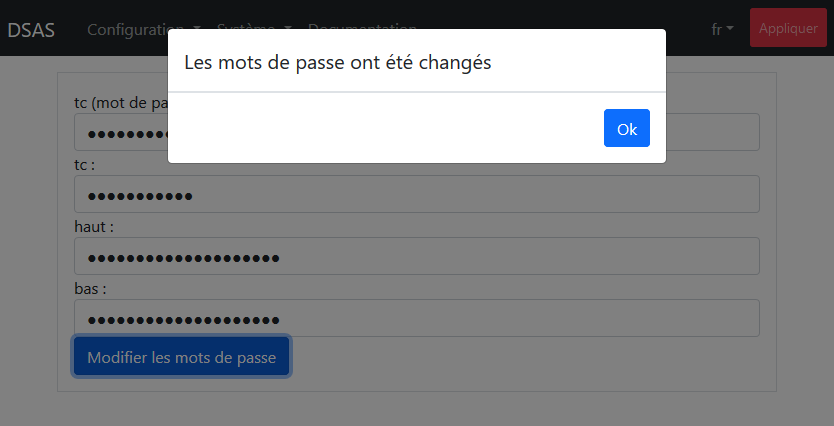 DSAS Configuration Système Documentation fr Appliquer
Les mots de passe ont été changés
Ok
tc (mot de pa
tc :
haut :
bas :
Modifier les mots de passe